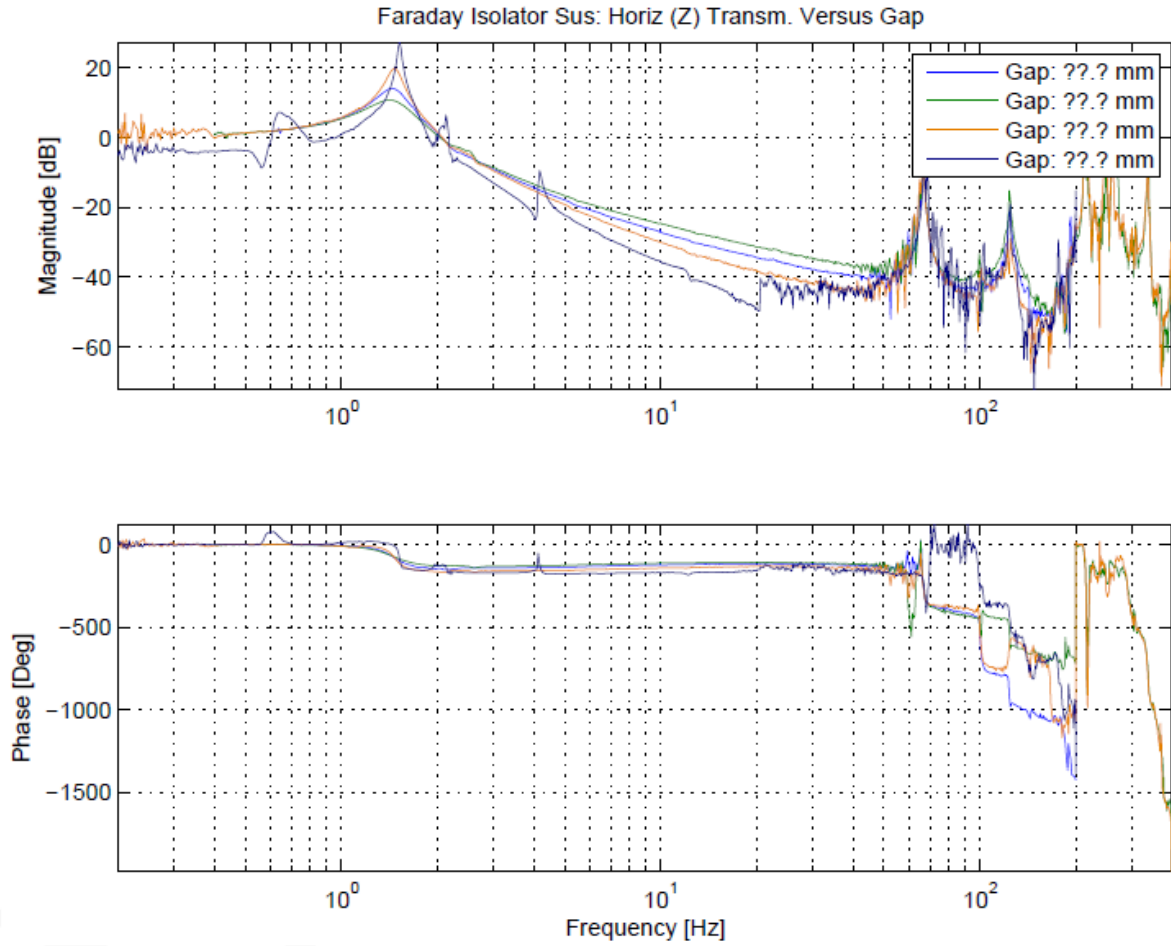 Faraday Isolator Sus: Horiz (Z) Transm. Versus Gap
Gap: ??.? mm
Gap: ??.? mm
Gap: ??.? mm
Gap: ??.? mm
20
0
−20
−40
−60
Magnitude [dB]
10^0
10^1
10^2
0
−500
−1000
−1500
Phase [Deg]
10^0
10^1
10^2
Frequency [Hz]